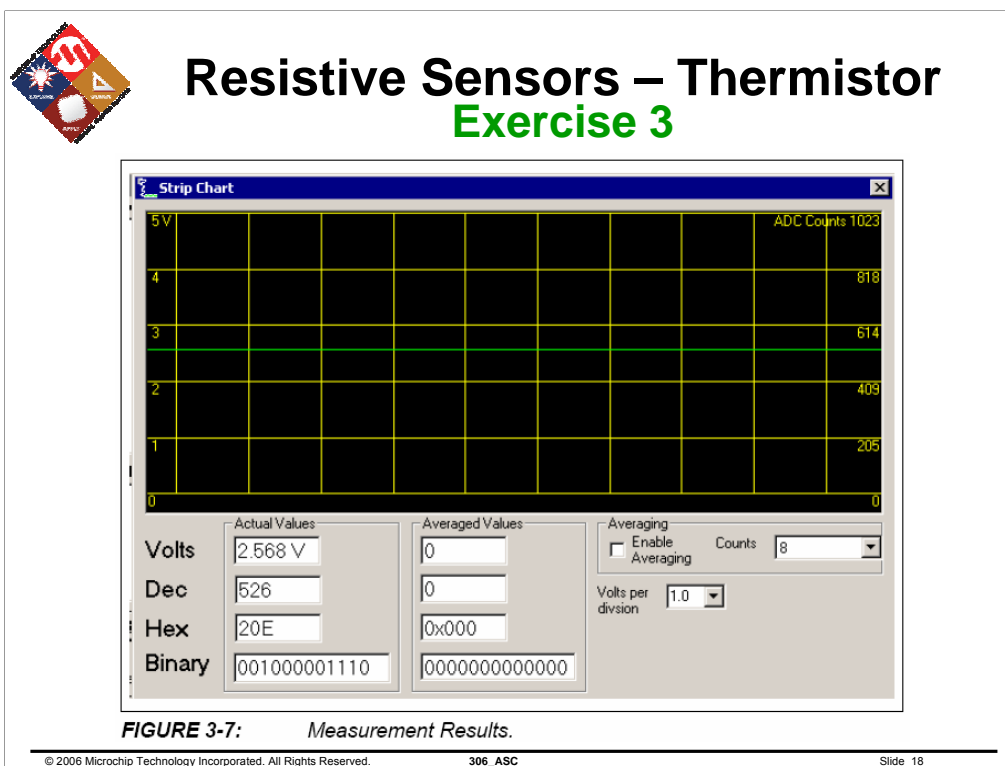 Resistive Sensors – Thermistor
Exercise 3
Strip Chart
5 V
ADC Counts 1023
4
818
3
614
2
409
1
205
0
0
Actual Values
Averaged Values
Averaging
Volts
2.568 V
0
Enable
Averaging
Counts
8
Dec
526
0
Volts per
divsion
1.0
Hex
20E
0x000
Binary
001000001110
0000000000000
FIGURE 3-7: Measurement Results.
© 2006 Microchip Technology Incorporated. All Rights Reserved.
306_ASC
Slide 18